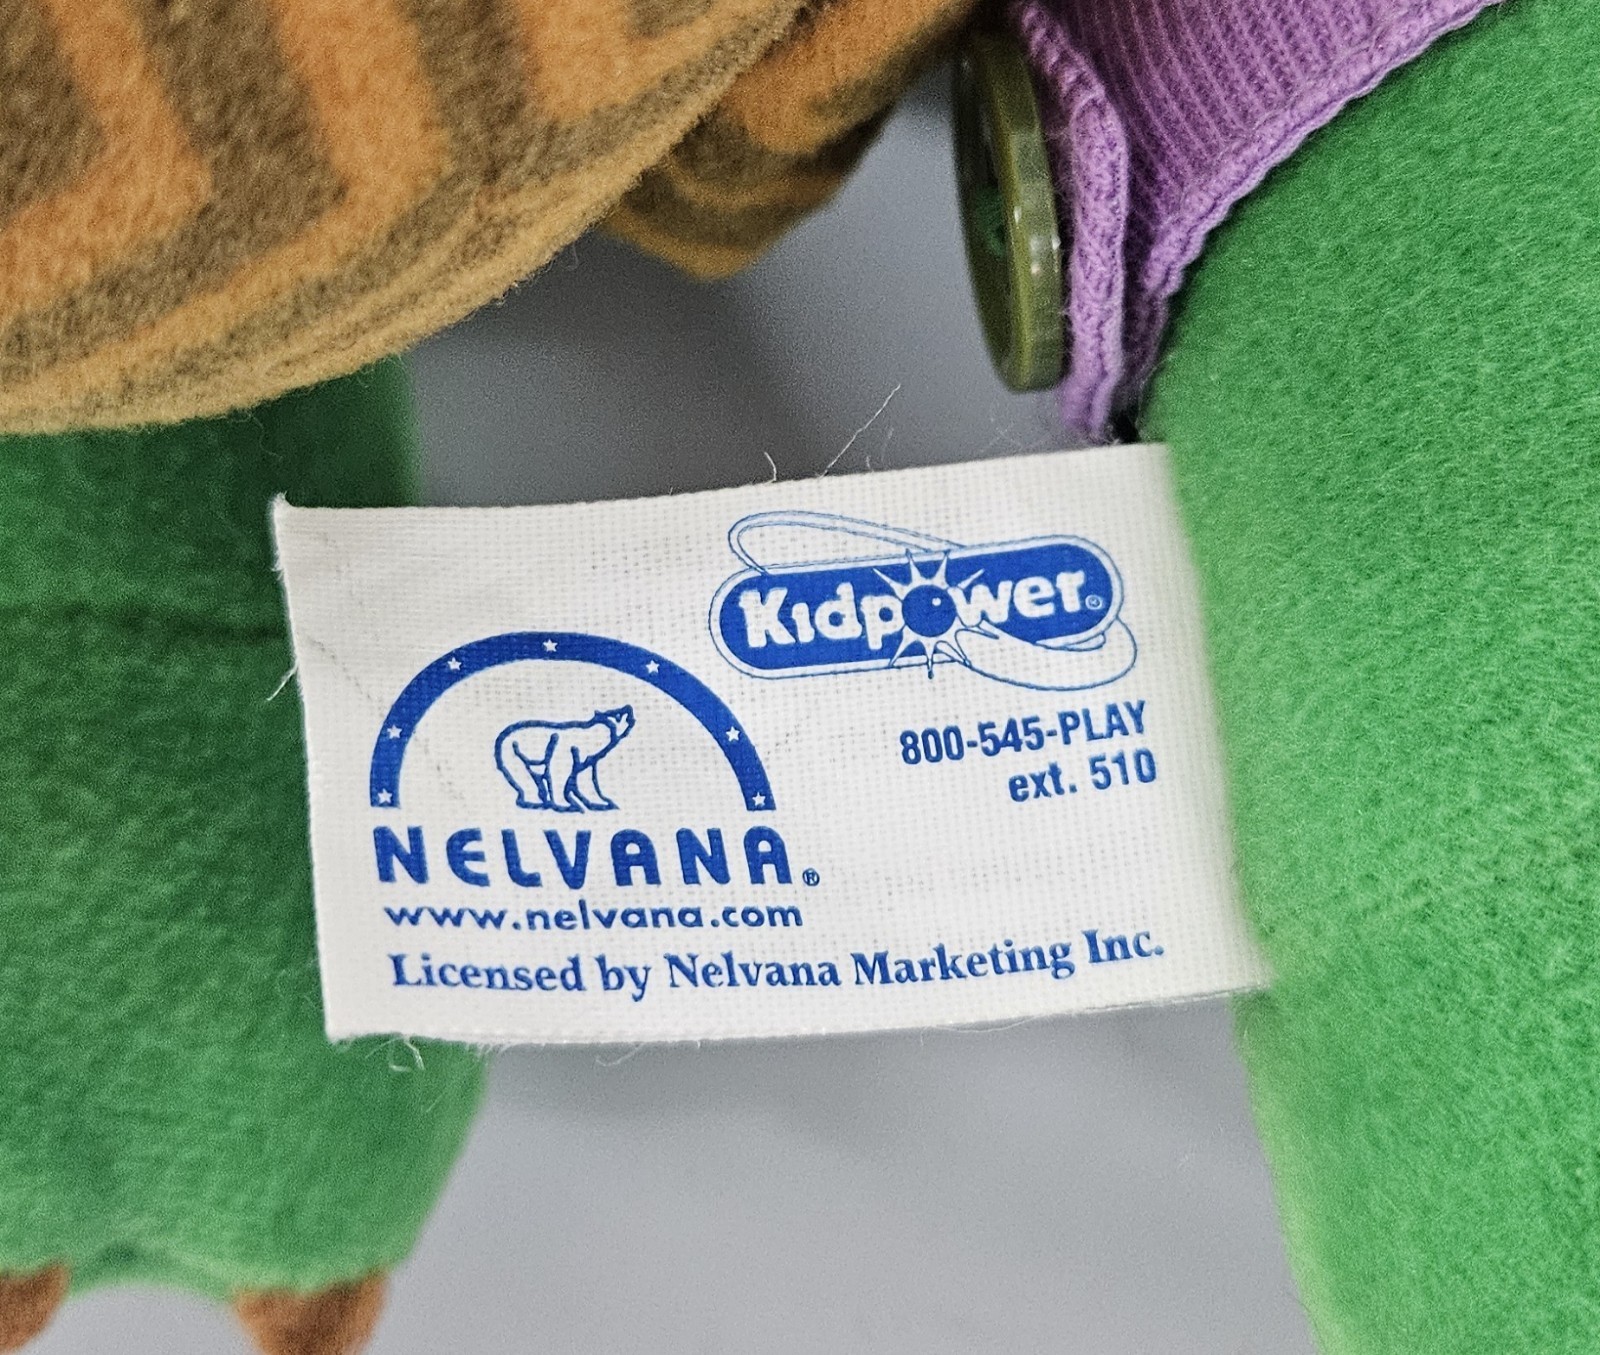 Kidpower®
800-545-PLAY
ext. 510
NELVANA®
www.nelvana.com
Licensed by Nelvana Marketing Inc.